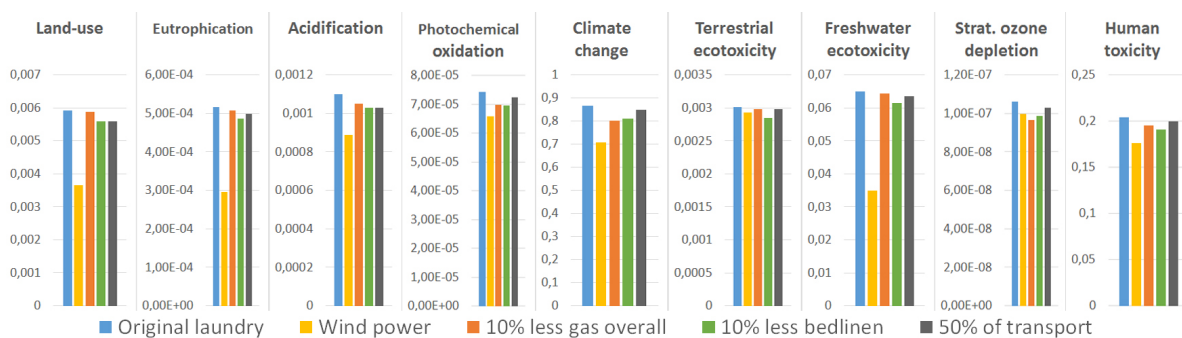 Land-use
0,007
0,006
0,005
0,004
0,003
0,002
0,001
0
Eutrophication
6,00E-04
5,00E-04
4,00E-04
3,00E-04
2,00E-04
1,00E-04
0,00E+00
Acidification
0,0012
0,001
0,0008
0,0006
0,0004
0,0002
0
Photochemical
oxidation
8,00E-05
7,00E-05
6,00E-05
5,00E-05
4,00E-05
3,00E-05
2,00E-05
1,00E-05
0,00E+00
Climate
change
1
0,9
0,8
0,7
0,6
0,5
0,4
0,3
0,2
0,1
0
Terrestrial
ecotoxicity
0,0035
0,003
0,0025
0,002
0,0015
0,001
0,0005
0
Freshwater
ecotoxicity
0,07
0,06
0,05
0,04
0,03
0,02
0,01
0
Strat. ozone
depletion
1,20E-07
1,00E-07
8,00E-08
6,00E-08
4,00E-08
2,00E-08
0,00E+00
Human
toxicity
0,25
0,2
0,15
0,1
0,05
0
Original laundry
Wind power
10% less gas overall
10% less bedlinen
50% of transport